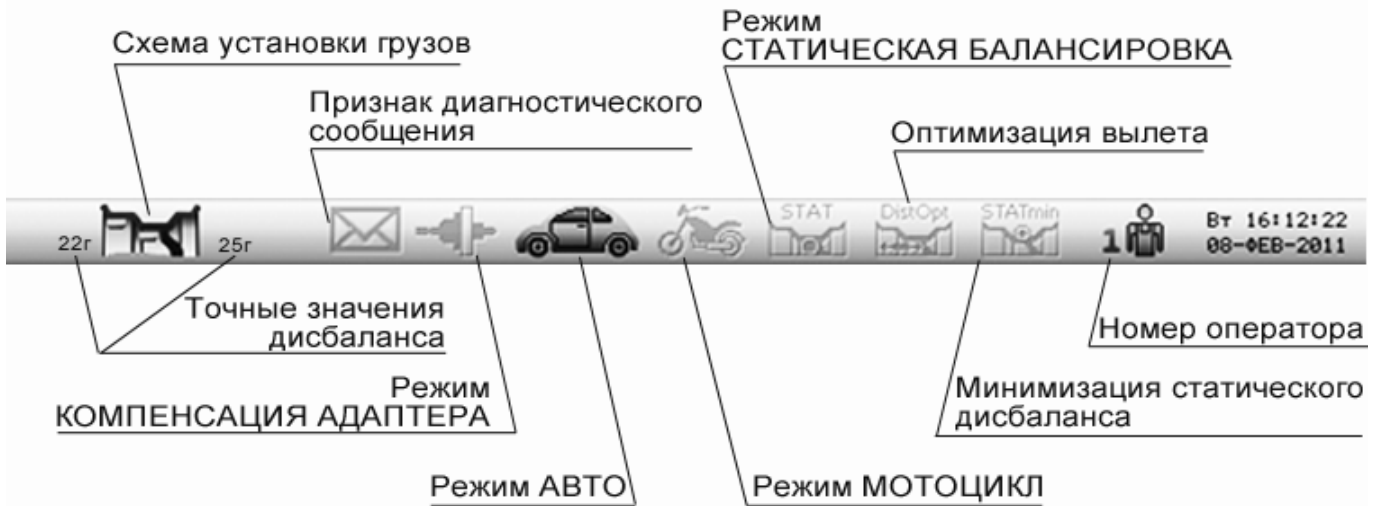 Режим
СТАТИЧЕСКАЯ БАЛАНСИРОВКА
Схема установки грузов
Признак диагностического
сообщения
Оптимизация вылета
22г
25г
STAT
DistOpt
STATmin
1
Вт 16:12:22
08-ФЕВ-2011
Точные значения
дисбаланса
Номер оператора
Режим
КОМПЕНСАЦИЯ АДАПТЕРА
Минимизация статического
дисбаланса
Режим АВТО
Режим МОТОЦИКЛ